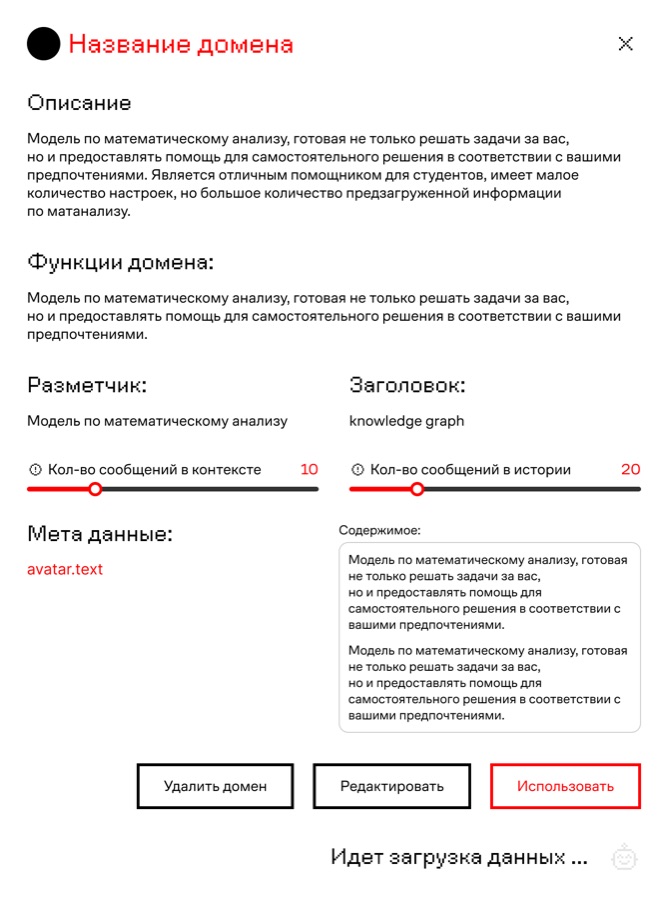 Название домена
Описание
Модель по математическому анализу, готовая не только решать задачи за вас,
но и предоставлять помощь для самостоятельного решения в соответствии с вашими
предпочтениями. Является отличным помощником для студентов, имеет малое
количество настроек, но большое количество предзагруженной информации
по матанализу.
Функции домена:
Модель по математическому анализу, готовая не только решать задачи за вас,
но и предоставлять помощь для самостоятельного решения в соответствии с вашими
предпочтениями.
Разметчик:
Модель по математическому анализу
Заголовок:
knowledge graph
Кол-во сообщений в контексте 10
Кол-во сообщений в истории 20
Мета данные:
avatar.text
Содержимое:
Модель по математическому анализу, готовая
не только решать задачи за вас,
но и предоставлять помощь для
самостоятельного решения в соответствии с
вашими предпочтениями.
Модель по математическому анализу, готовая
не только решать задачи за вас,
но и предоставлять помощь для
самостоятельного решения в соответствии с
вашими предпочтениями.
Удалить домен
Редактировать
Использовать
Идет загрузка данных ...